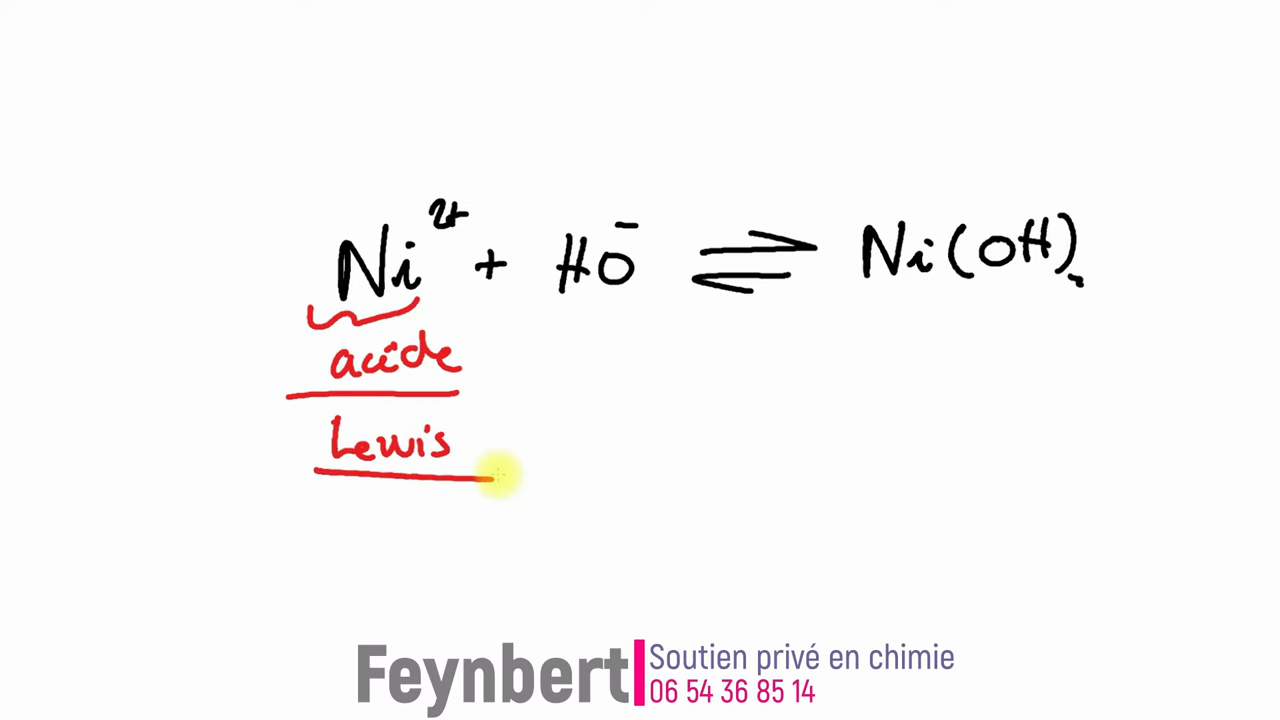 Ni²⁺ + HO⁻ ⇌ Ni(OH)₂
acide
Lewis
Feynbert
Soutien privé en chimie
06 54 36 85 14